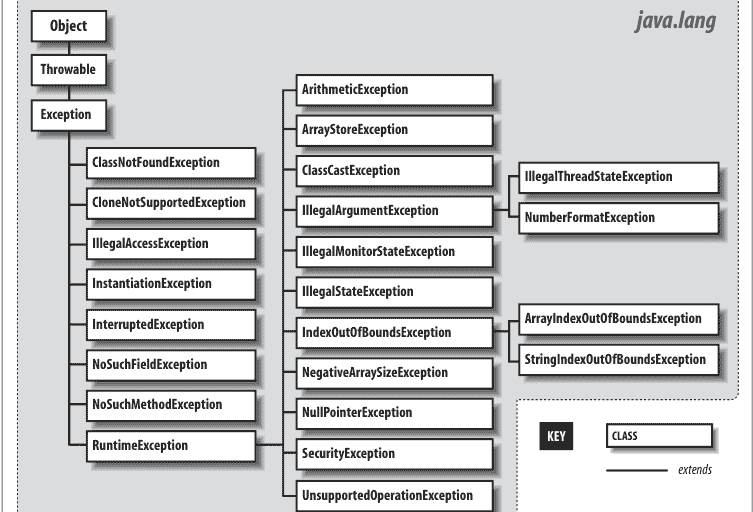 java.lang
Object
Throwable
Exception
ClassNotFoundException
CloneNotSupportedException
IllegalAccessException
InstantiationException
InterruptedException
NoSuchFieldException
NoSuchMethodException
RuntimeException
ArithmeticException
ArrayStoreException
ClassCastException
IllegalArgumentException
IllegalMonitorStateException
IllegalStateException
IndexOutOfBoundsException
NegativeArraySizeException
NullPointerException
SecurityException
UnsupportedOperationException
IllegalThreadStateException
NumberFormatException
ArrayIndexOutOfBoundsException
StringIndexOutOfBoundsException
KEY
CLASS
extends